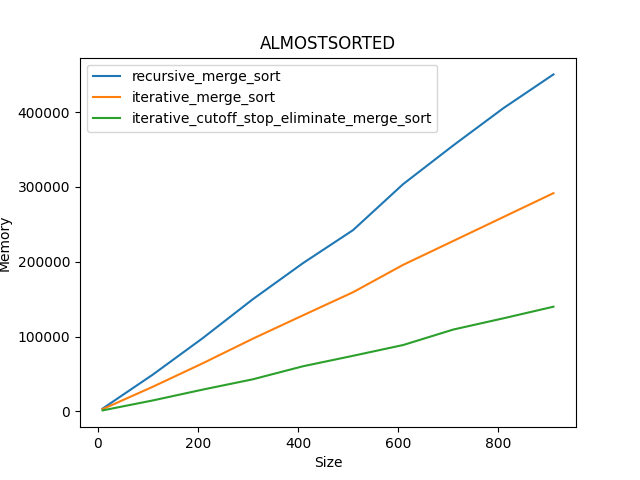 ALMOSTSORTED
recursive_merge_sort
iterative_merge_sort
iterative_cutoff_stop_eliminate_merge_sort
400000
300000
200000
100000
0
Memory
0 200 400 600 800
Size